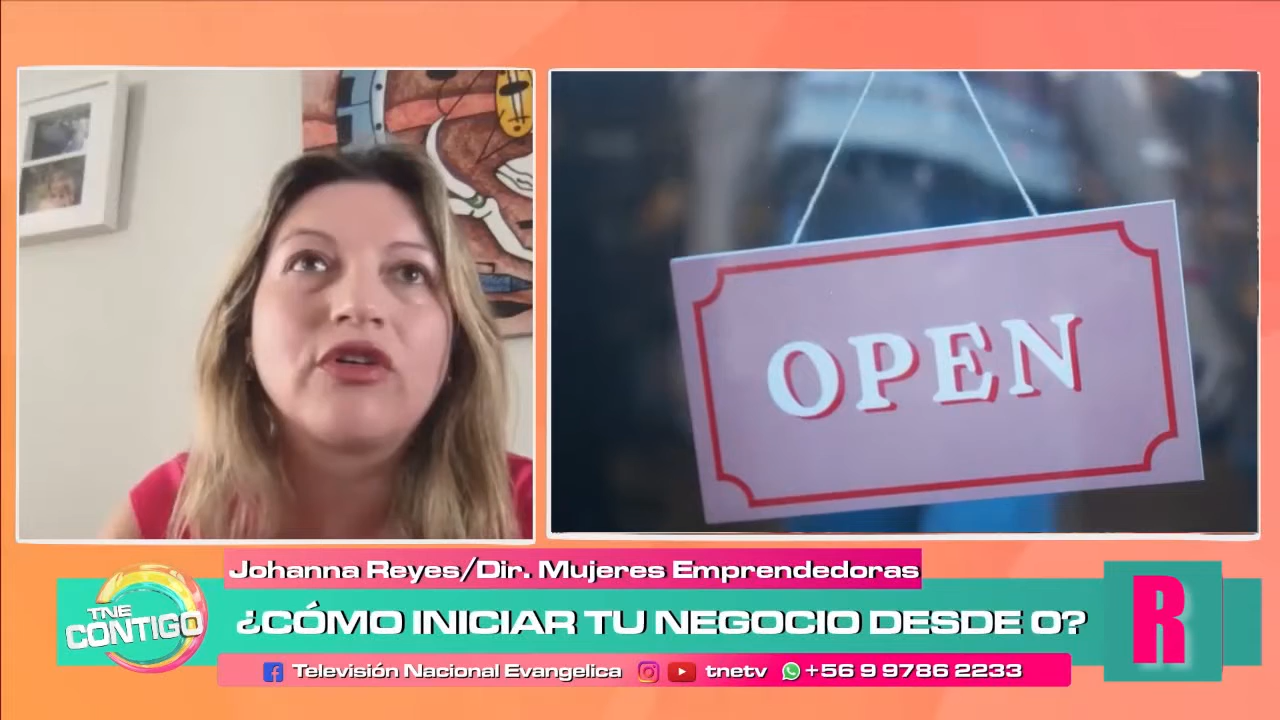 OPEN
Johanna Reyes/Dir. Mujeres Emprendedoras
TNE
CONTIGO
¿CÓMO INICIAR TU NEGOCIO DESDE 0?
R
Televisión Nacional Evangelica tnetv +56 9 9786 2233